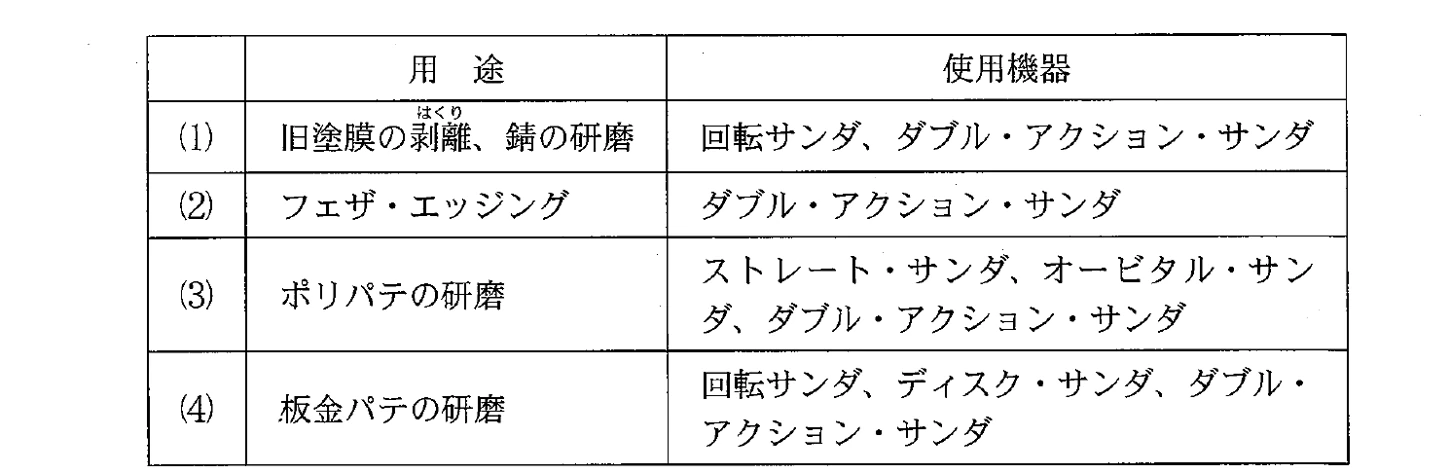 用途 使用機器
はくり
(1) 旧塗膜の剥離、錆の研磨 回転サンダ、ダブル・アクション・サンダ
(2) フェザ・エッジング ダブル・アクション・サンダ
(3) ポリパテの研磨 ストレート・サンダ、オービタル・サン
ダ、ダブル・アクション・サンダ
(4) 板金パテの研磨 回転サンダ、ディスク・サンダ、ダブル・
アクション・サンダ